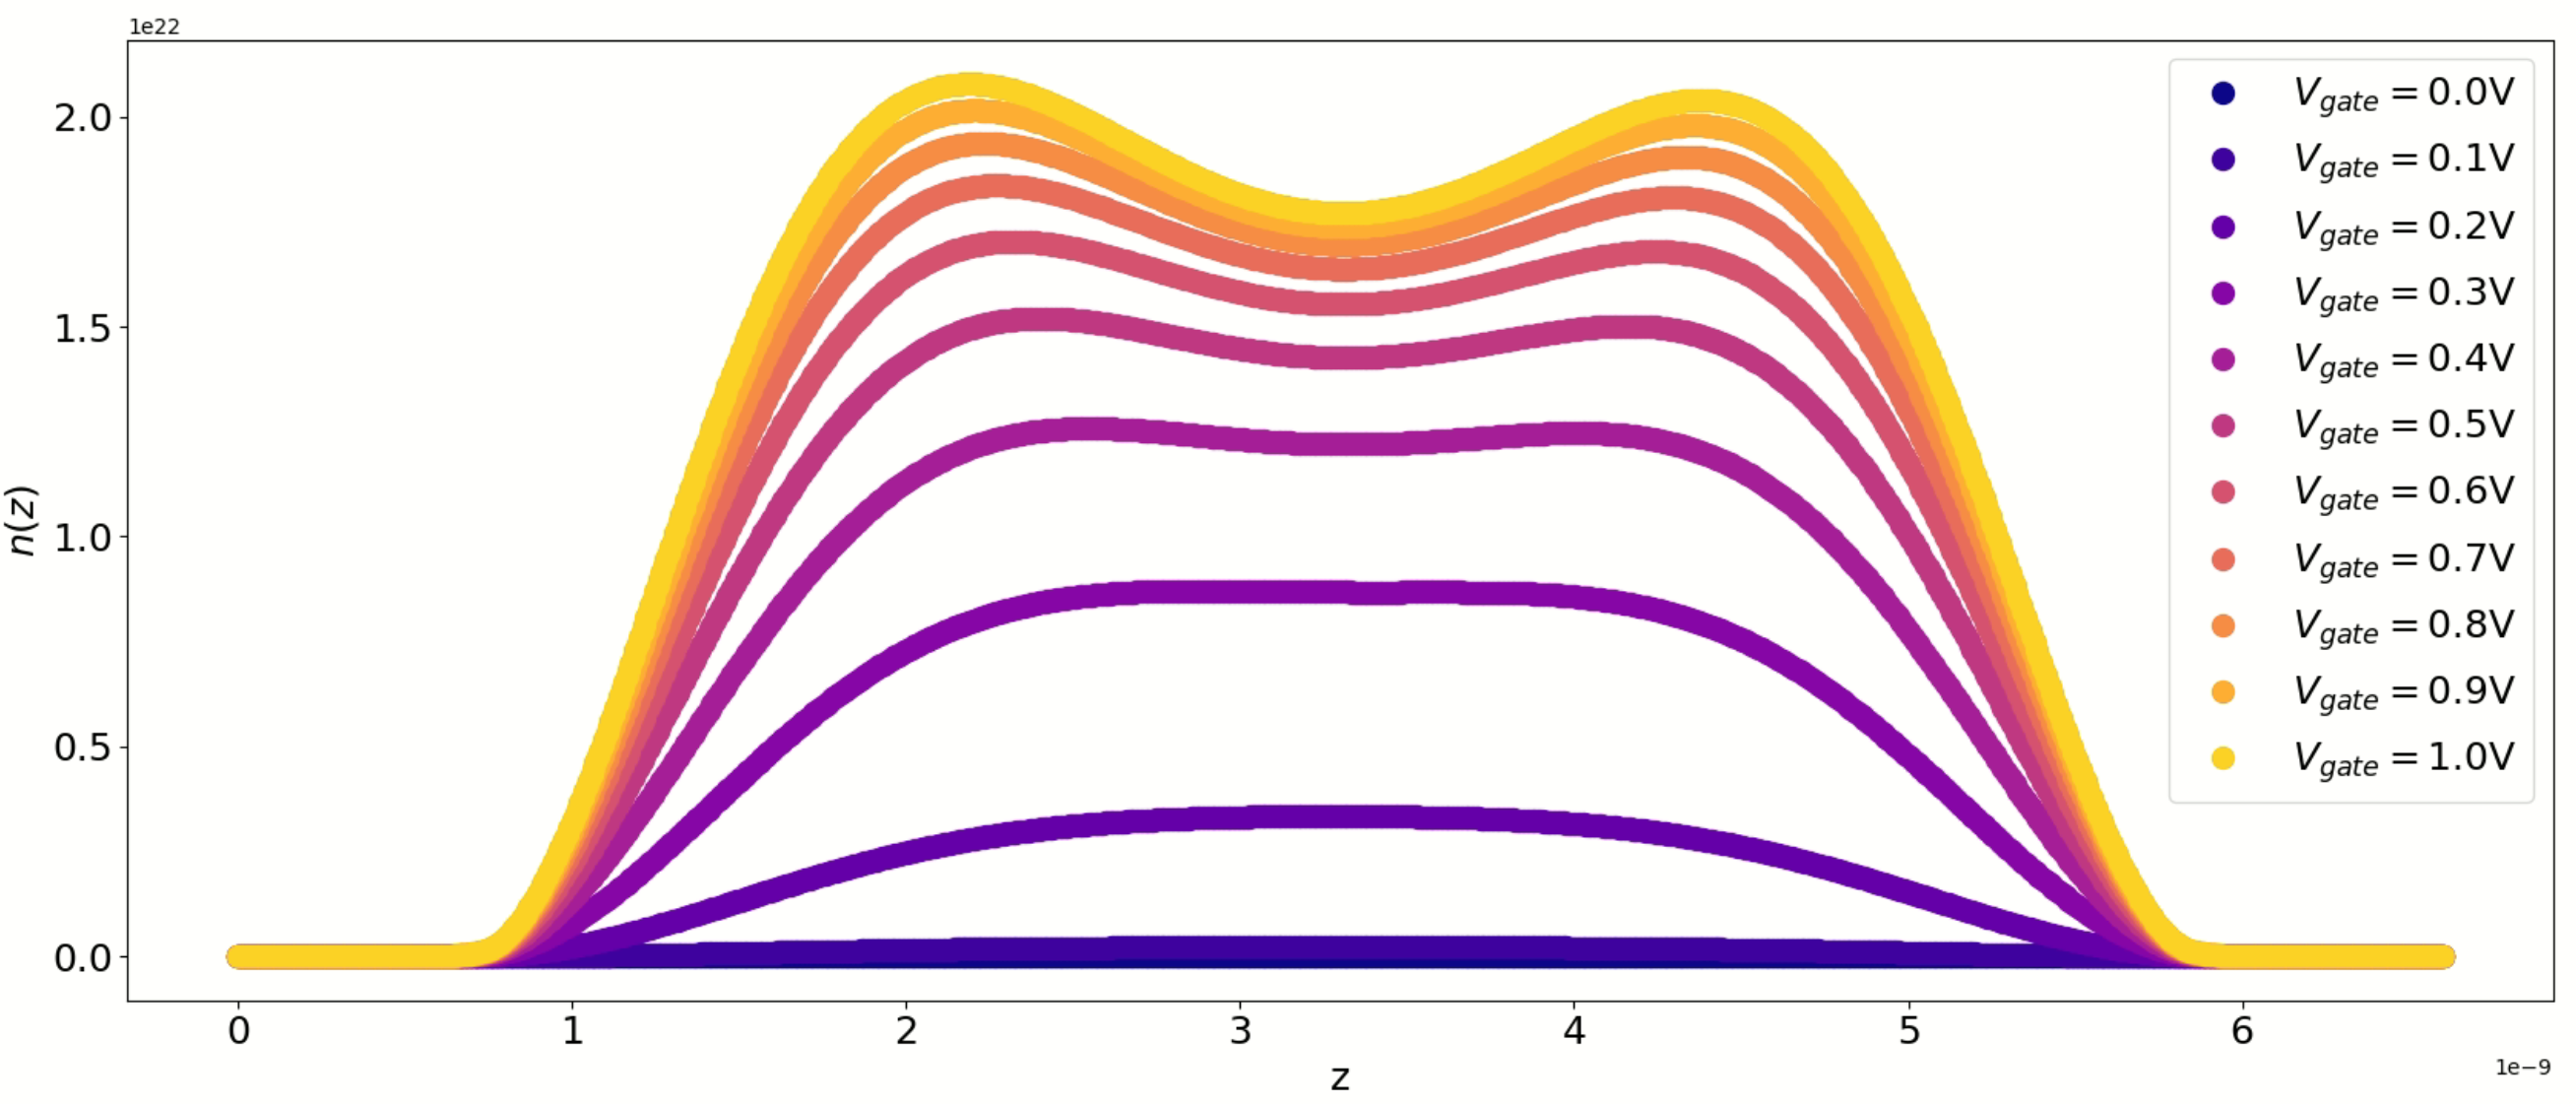 1e22
2.0
1.5
1.0
0.5
0.0
n(z)
0 1 2 3 4 5 6
z
1e−9
V_gate = 0.0V
V_gate = 0.1V
V_gate = 0.2V
V_gate = 0.3V
V_gate = 0.4V
V_gate = 0.5V
V_gate = 0.6V
V_gate = 0.7V
V_gate = 0.8V
V_gate = 0.9V
V_gate = 1.0V